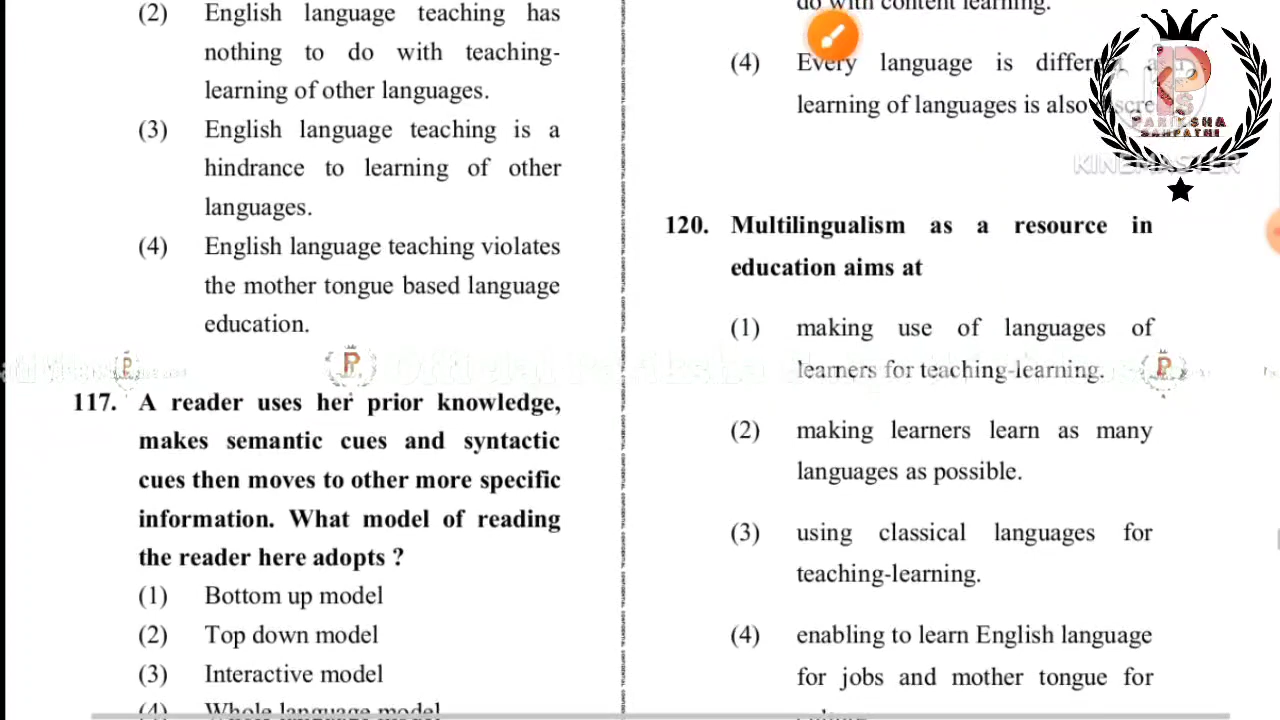 (2) English language teaching has
nothing to do with teaching-
learning of other languages.
(3) English language teaching is a
hindrance to learning of other
languages.
(4) English language teaching violates
the mother tongue based language
education.
117. A reader uses her prior knowledge,
makes semantic cues and syntactic
cues then moves to other more specific
information. What model of reading
the reader here adopts ?
(1) Bottom up model
(2) Top down model
(3) Interactive model
(4) Whole language model
do with content learning.
(4) Every language is different
learning of languages is also
120. Multilingualism as a resource in
education aims at
(1) making use of languages of
learners for teaching-learning.
(2) making learners learn as many
languages as possible.
(3) using classical languages for
teaching-learning.
(4) enabling to learn English language
for jobs and mother tongue for
PARIKSHA
SAHPATHI
KINEMASTER